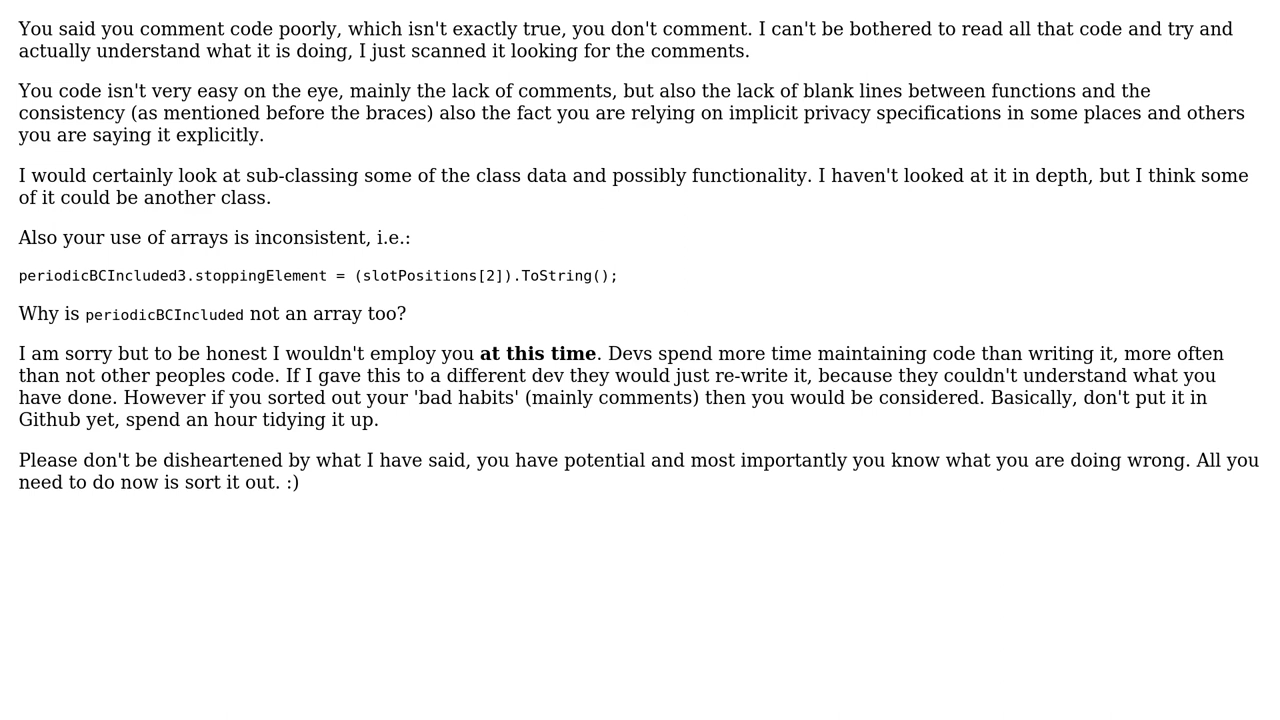 You said you comment code poorly, which isn't exactly true, you don't comment. I can't be bothered to read all that code and try and
actually understand what it is doing, I just scanned it looking for the comments.
You code isn't very easy on the eye, mainly the lack of comments, but also the lack of blank lines between functions and the
consistency (as mentioned before the braces) also the fact you are relying on implicit privacy specifications in some places and others
you are saying it explicitly.
I would certainly look at sub-classing some of the class data and possibly functionality. I haven't looked at it in depth, but I think some
of it could be another class.
Also your use of arrays is inconsistent, i.e.:
periodicBCIncluded3.stoppingElement = (slotPositions[2]).ToString();
Why is periodicBCIncluded not an array too?
I am sorry but to be honest I wouldn't employ you at this time. Devs spend more time maintaining code than writing it, more often
than not other peoples code. If I gave this to a different dev they would just re-write it, because they couldn't understand what you
have done. However if you sorted out your 'bad habits' (mainly comments) then you would be considered. Basically, don't put it in
Github yet, spend an hour tidying it up.
Please don't be disheartened by what I have said, you have potential and most importantly you know what you are doing wrong. All you
need to do now is sort it out. :)